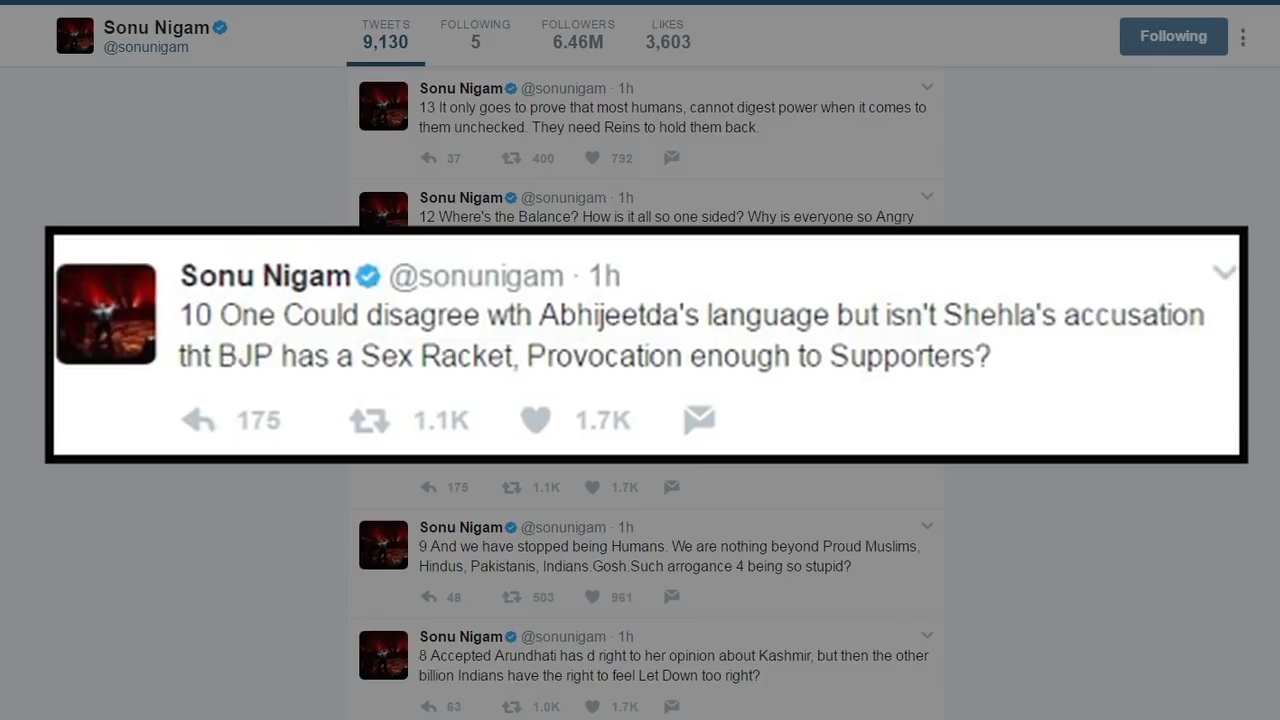 Sonu Nigam
@sonunigam
TWEETS FOLLOWING FOLLOWERS LIKES
9,130 5 6.46M 3,603
Following
Sonu Nigam @sonunigam · 1h
13 It only goes to prove that most humans, cannot digest power when it comes to
them unchecked. They need Reins to hold them back.
37 400 792
Sonu Nigam @sonunigam · 1h
12 Where's the Balance? How is it all so one sided? Why is everyone so Angry
Sonu Nigam @sonunigam · 1h
10 One Could disagree wth Abhijeetda's language but isn't Shehla's accusation
tht BJP has a Sex Racket, Provocation enough to Supporters?
175 1.1K 1.7K
175 1.1K 1.7K
Sonu Nigam @sonunigam · 1h
9 And we have stopped being Humans. We are nothing beyond Proud Muslims,
Hindus, Pakistanis, Indians.Gosh.Such arrogance 4 being so stupid?
48 503 961
Sonu Nigam @sonunigam · 1h
8 Accepted Arundhati has d right to her opinion about Kashmir, but then the other
billion Indians have the right to feel Let Down too right?
63 1.0K 1.7K